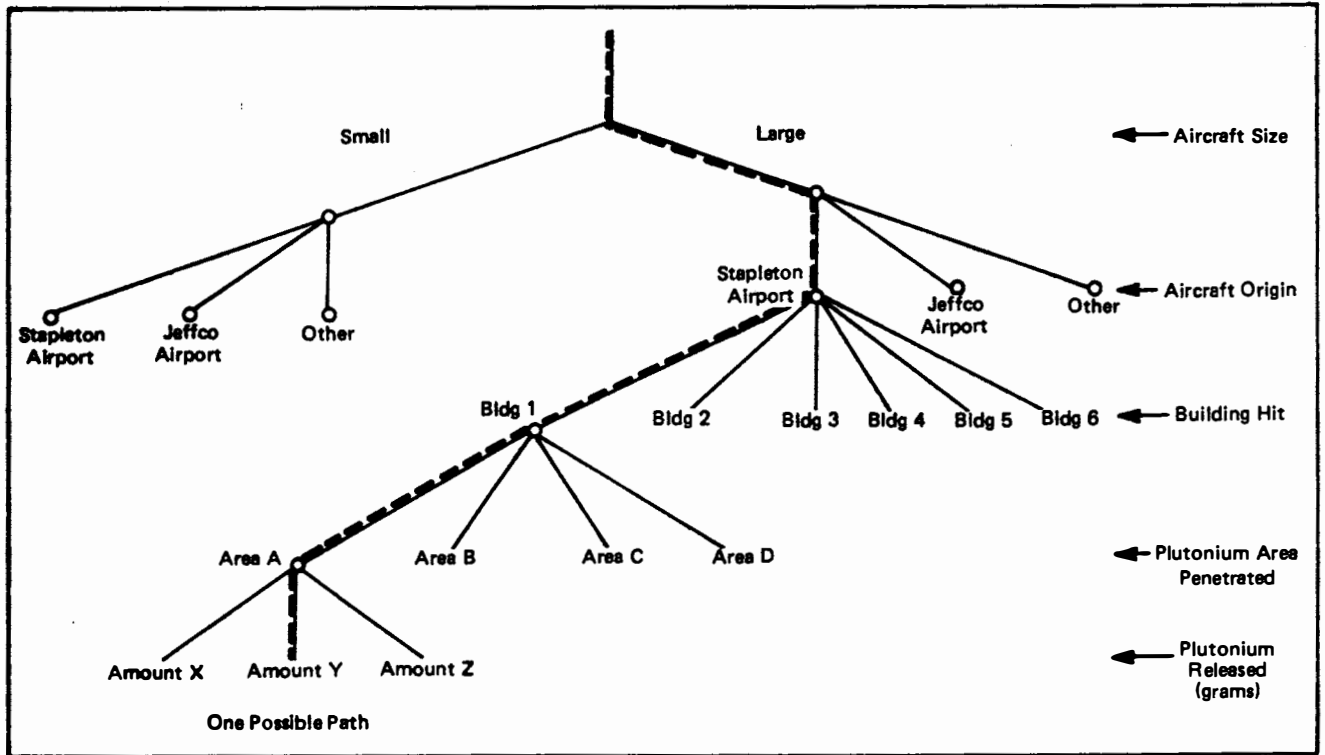 Small
Large
Aircraft Size
Stapleton
Airport
Jeffco
Airport
Other
Stapleton
Airport
Jeffco
Airport
Other
Aircraft Origin
Bldg 1
Bldg 2
Bldg 3
Bldg 4
Bldg 5
Bldg 6
Building Hit
Area A
Area B
Area C
Area D
Plutonium Area
Penetrated
Amount X
Amount Y
Amount Z
Plutonium
Released
(grams)
One Possible Path